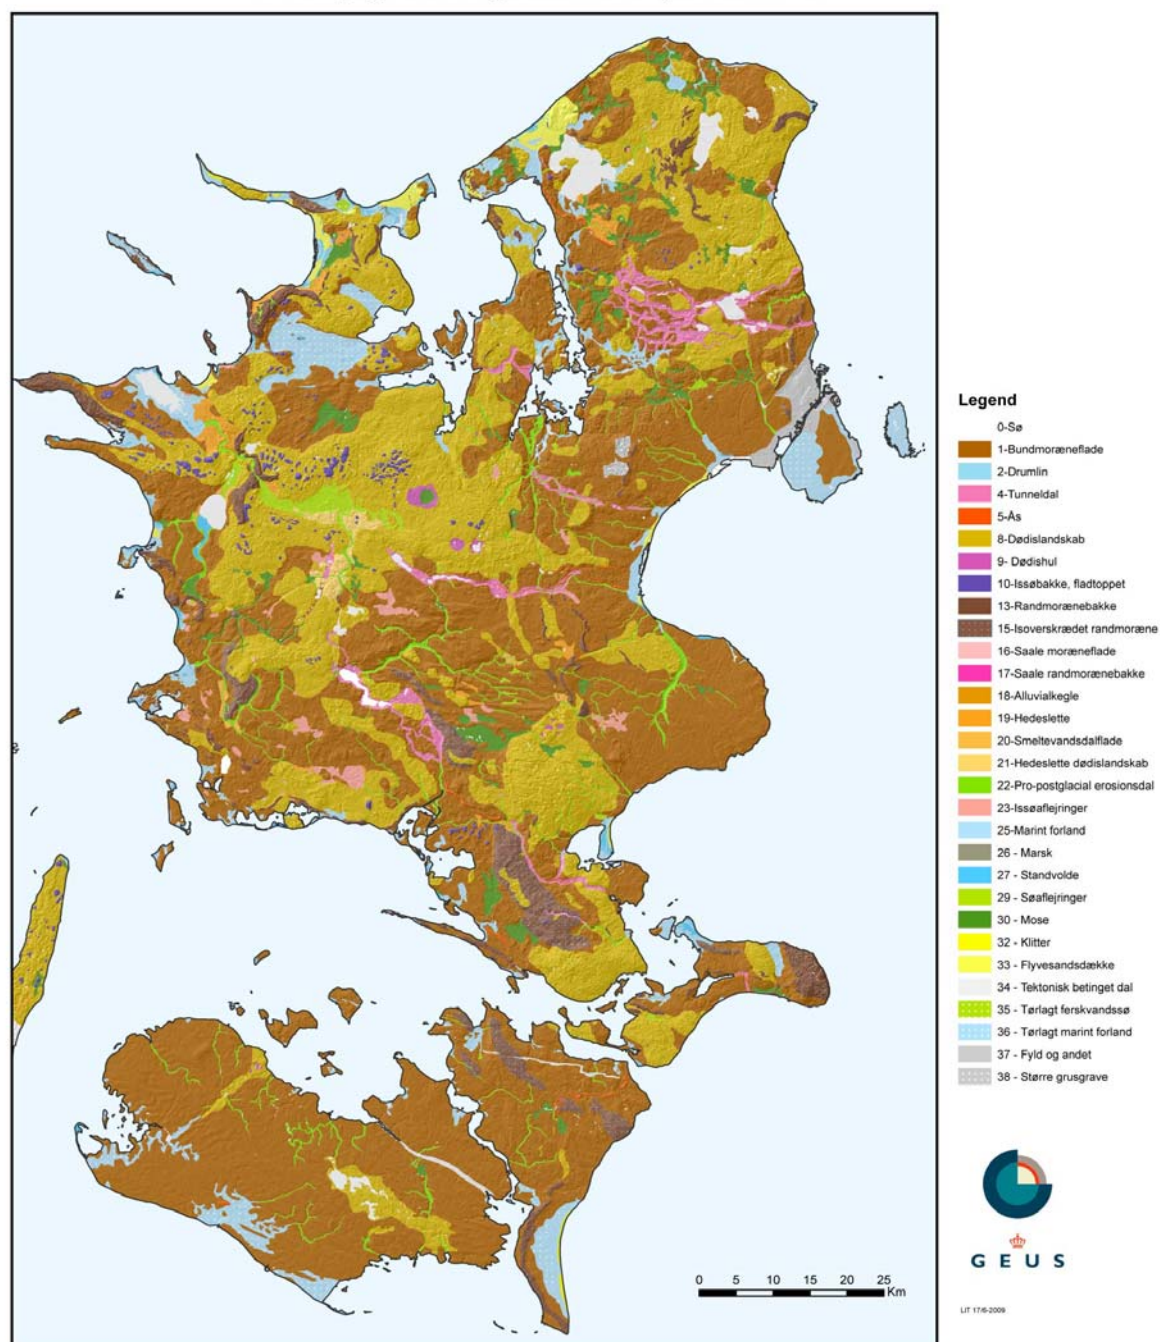 Legend
0-Sø
1-Bundmoræneflade
2-Drumlin
4-Tunneldal
5-Ås
8-Dødislandskab
9- Dødishul
10-Issøbakke, fladtoppet
13-Randmorænebakke
15-Isoverskrædet randmoræne
16-Saale moræneflade
17-Saale randmorænebakke
18-Alluvialkegle
19-Hedeslette
20-Smeltevandsdalflade
21-Hedeslette dødislandskab
22-Pro-postglacial erosionsdal
23-Issøaflejringer
25-Marint forland
26 - Marsk
27 - Standvolde
29 - Søaflejringer
30 - Mose
32 - Klitter
33 - Flyvesandsdække
34 - Tektonisk betinget dal
35 - Tørlagt ferskvandssø
36 - Tørlagt marint forland
37 - Fyld og andet
38 - Større grusgrave
G E U S
0 5 10 15 20 25
Km
LIT 17/6-2009